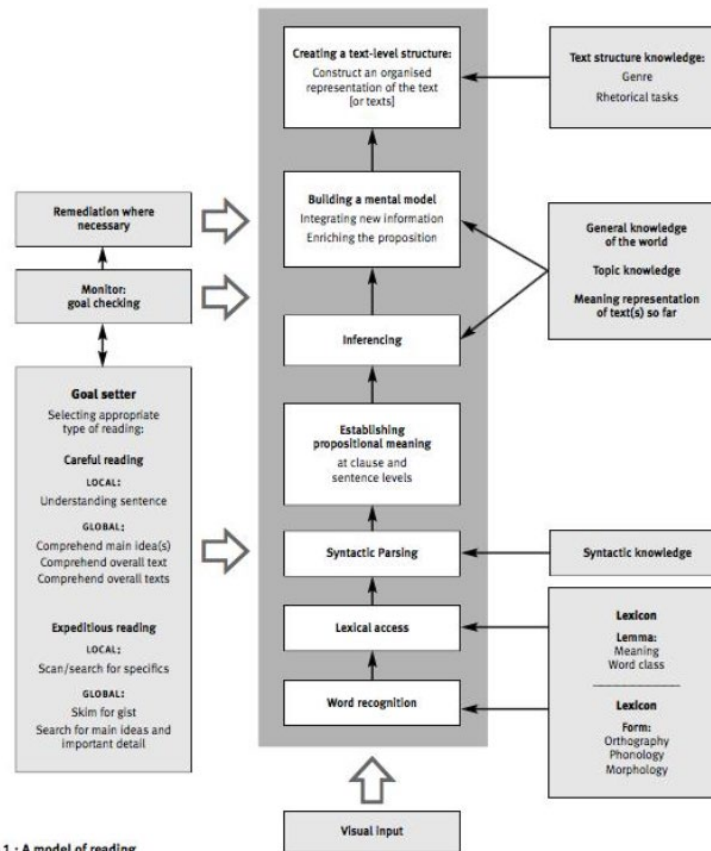 Creating a text-level structure:
Construct an organised
representation of the text
[or texts]
Text structure knowledge:
Genre
Rhetorical tasks
Remediation where
necessary
Building a mental model
Integrating new information
Enriching the proposition
General knowledge
of the world
Topic knowledge
Meaning representation
of text(s) so far
Monitor:
goal checking
Inferencing
Goal setter
Selecting appropriate
type of reading:
Careful reading
LOCAL:
Understanding sentence
GLOBAL:
Comprehend main idea(s)
Comprehend overall text
Comprehend overall texts
Expeditious reading
LOCAL:
Scan/search for specifics
GLOBAL:
Skim for gist
Search for main ideas and
important detail
Establishing
propositional meaning
at clause and
sentence levels
Syntactic Parsing
Syntactic knowledge
Lexical access
Word recognition
Lexicon
Lemma:
Meaning
Word class
Lexicon
Form:
Orthography
Phonology
Morphology
Visual input
1 : A model of reading